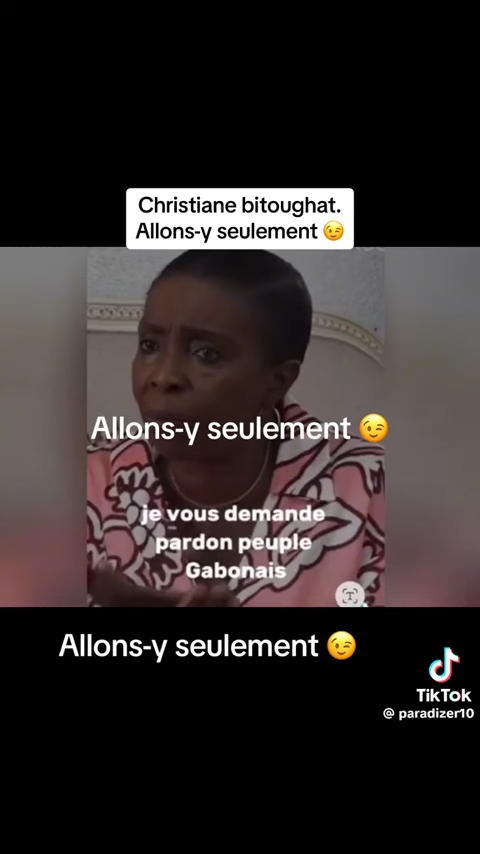 Christiane bitoughat.
Allons-y seulement 😉
Allons-y seulement 😉
je vous demande
pardon peuple
Gabonais
Allons-y seulement 😉
TikTok
@ paradizer10